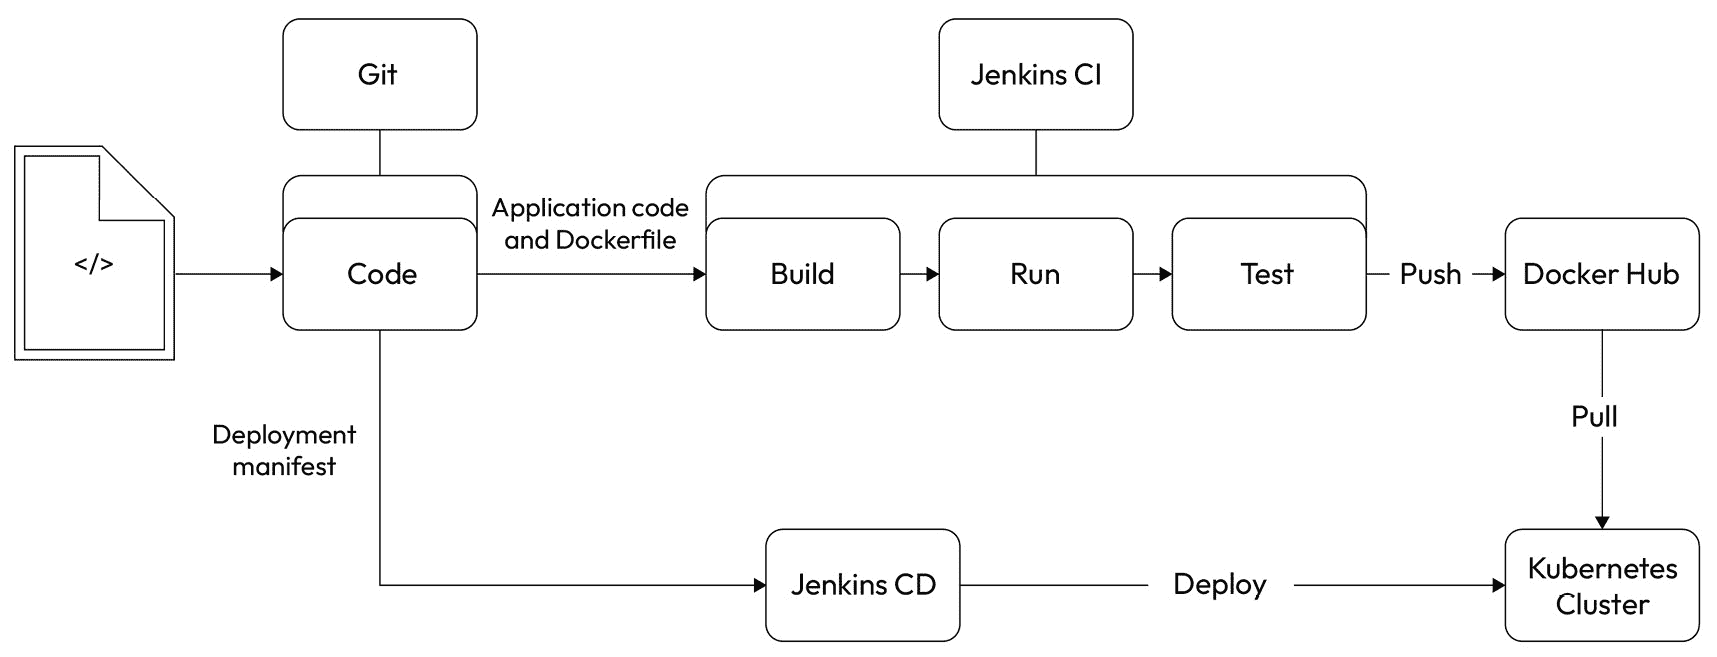 Git
Jenkins CI
</>
Code
Application code
and Dockerfile
Build
Run
Test
Push
Docker Hub
Pull
Deployment
manifest
Jenkins CD
Deploy
Kubernetes
Cluster